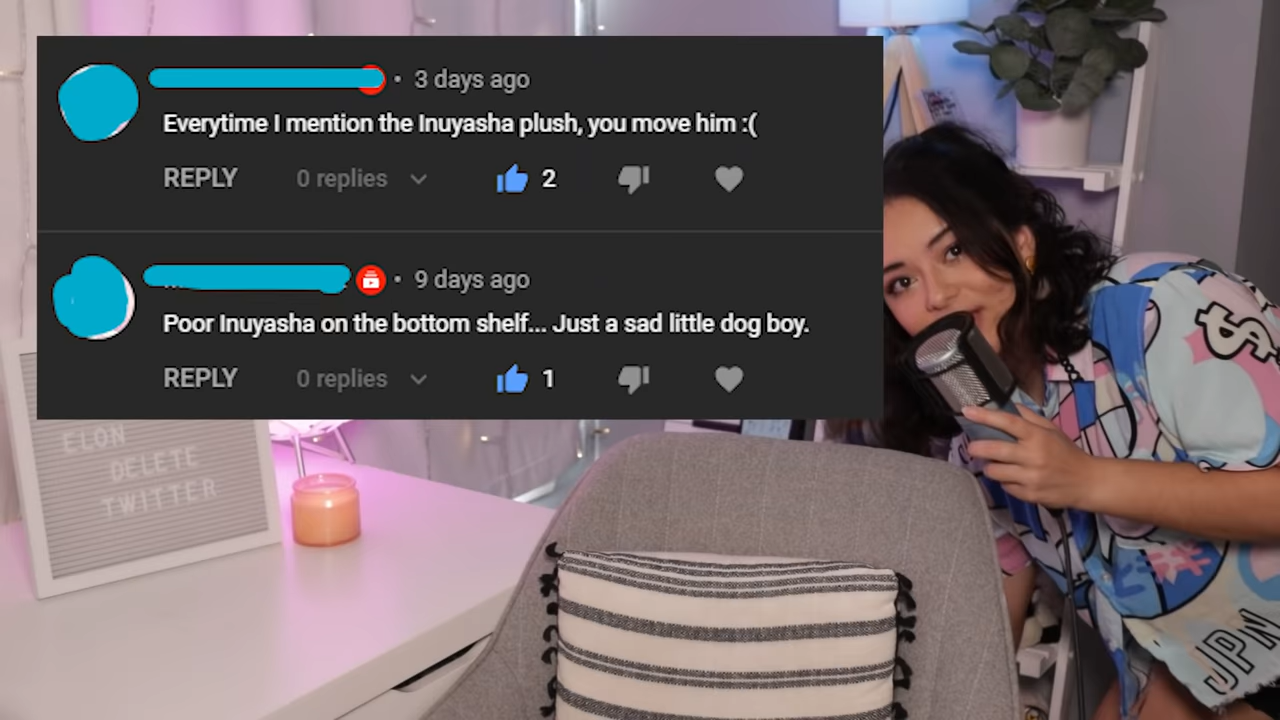 3 days ago
Everytime I mention the Inuyasha plush, you move him :(
REPLY 0 replies 2
9 days ago
Poor Inuyasha on the bottom shelf... Just a sad little dog boy.
REPLY 0 replies 1
ELON
DELETE
TWITTER
$
JPN